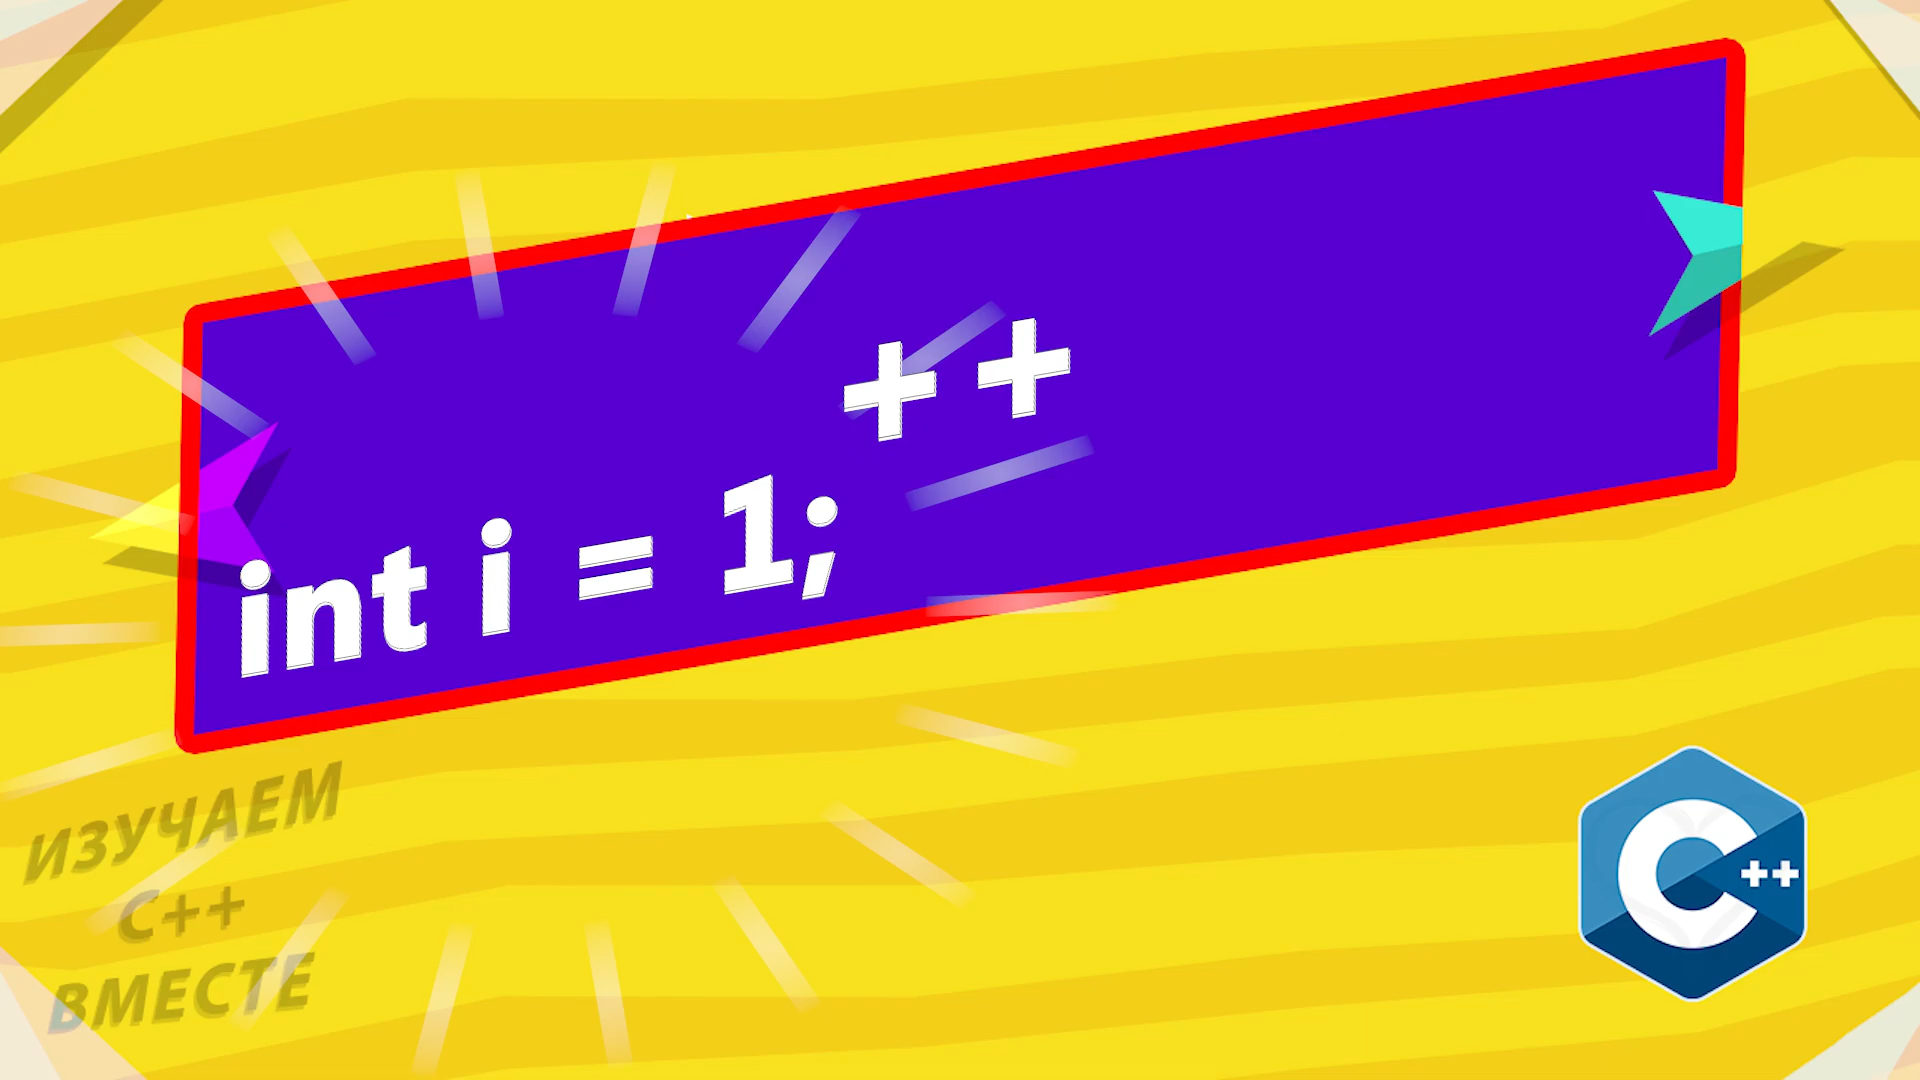 ++
int i = 1;
ИЗУЧАЕМ
C++
ВМЕСТЕ
C++